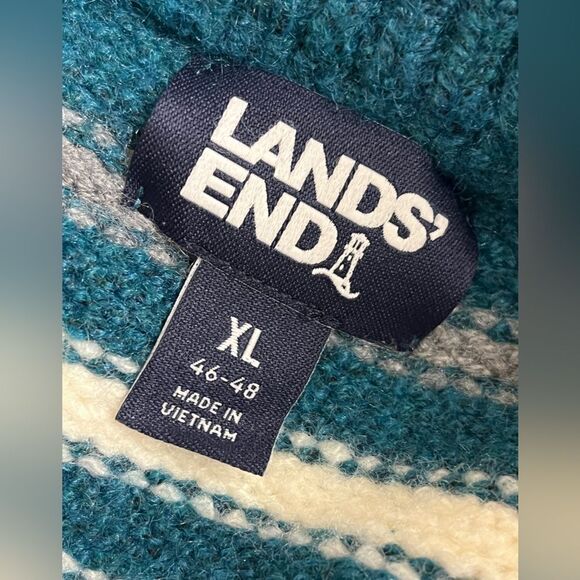 LANDS'
END
XL
46-48
MADE IN
VIETNAM